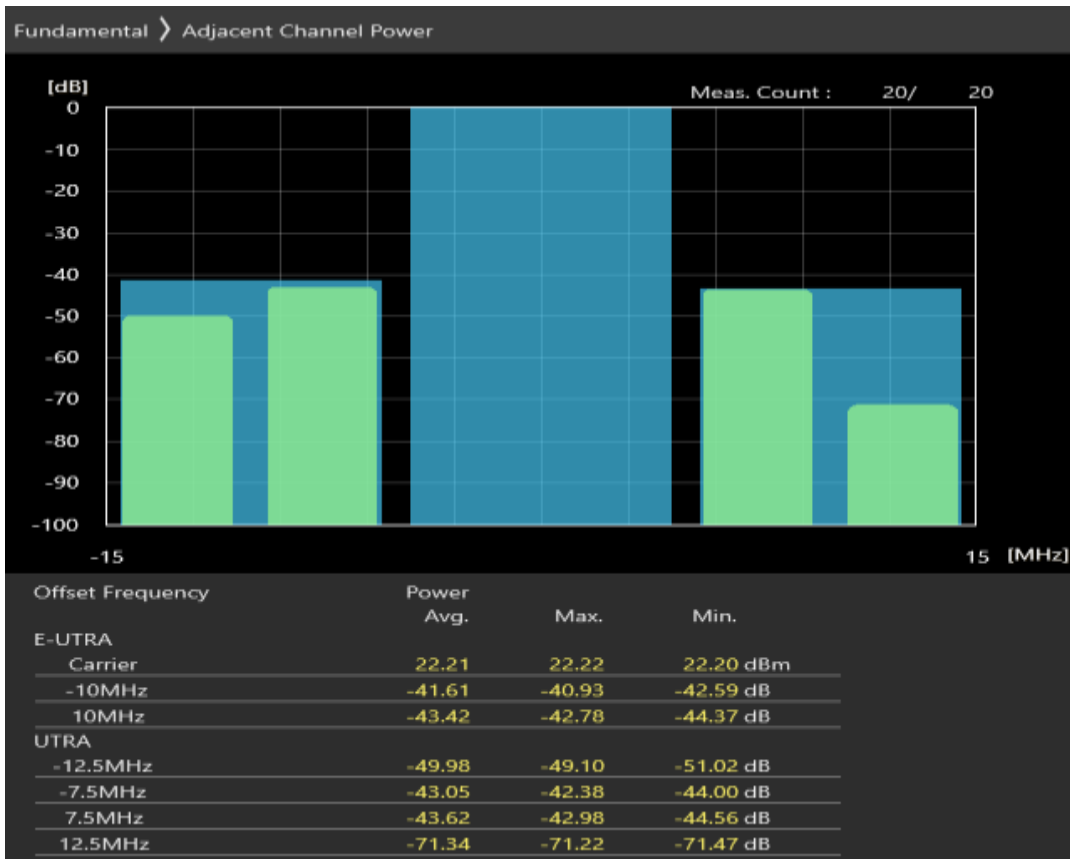 Fundamental ❯ Adjacent Channel Power
[dB]
Meas. Count : 20/ 20
0
-10
-20
-30
-40
-50
-60
-70
-80
-90
-100
-15 15 [MHz]
Offset Frequency Power
Avg. Max. Min.
E-UTRA
Carrier 22.21 22.22 22.20 dBm
-10MHz -41.61 -40.93 -42.59 dB
10MHz -43.42 -42.78 -44.37 dB
UTRA
-12.5MHz -49.98 -49.10 -51.02 dB
-7.5MHz -43.05 -42.38 -44.00 dB
7.5MHz -43.62 -42.98 -44.56 dB
12.5MHz -71.34 -71.22 -71.47 dB